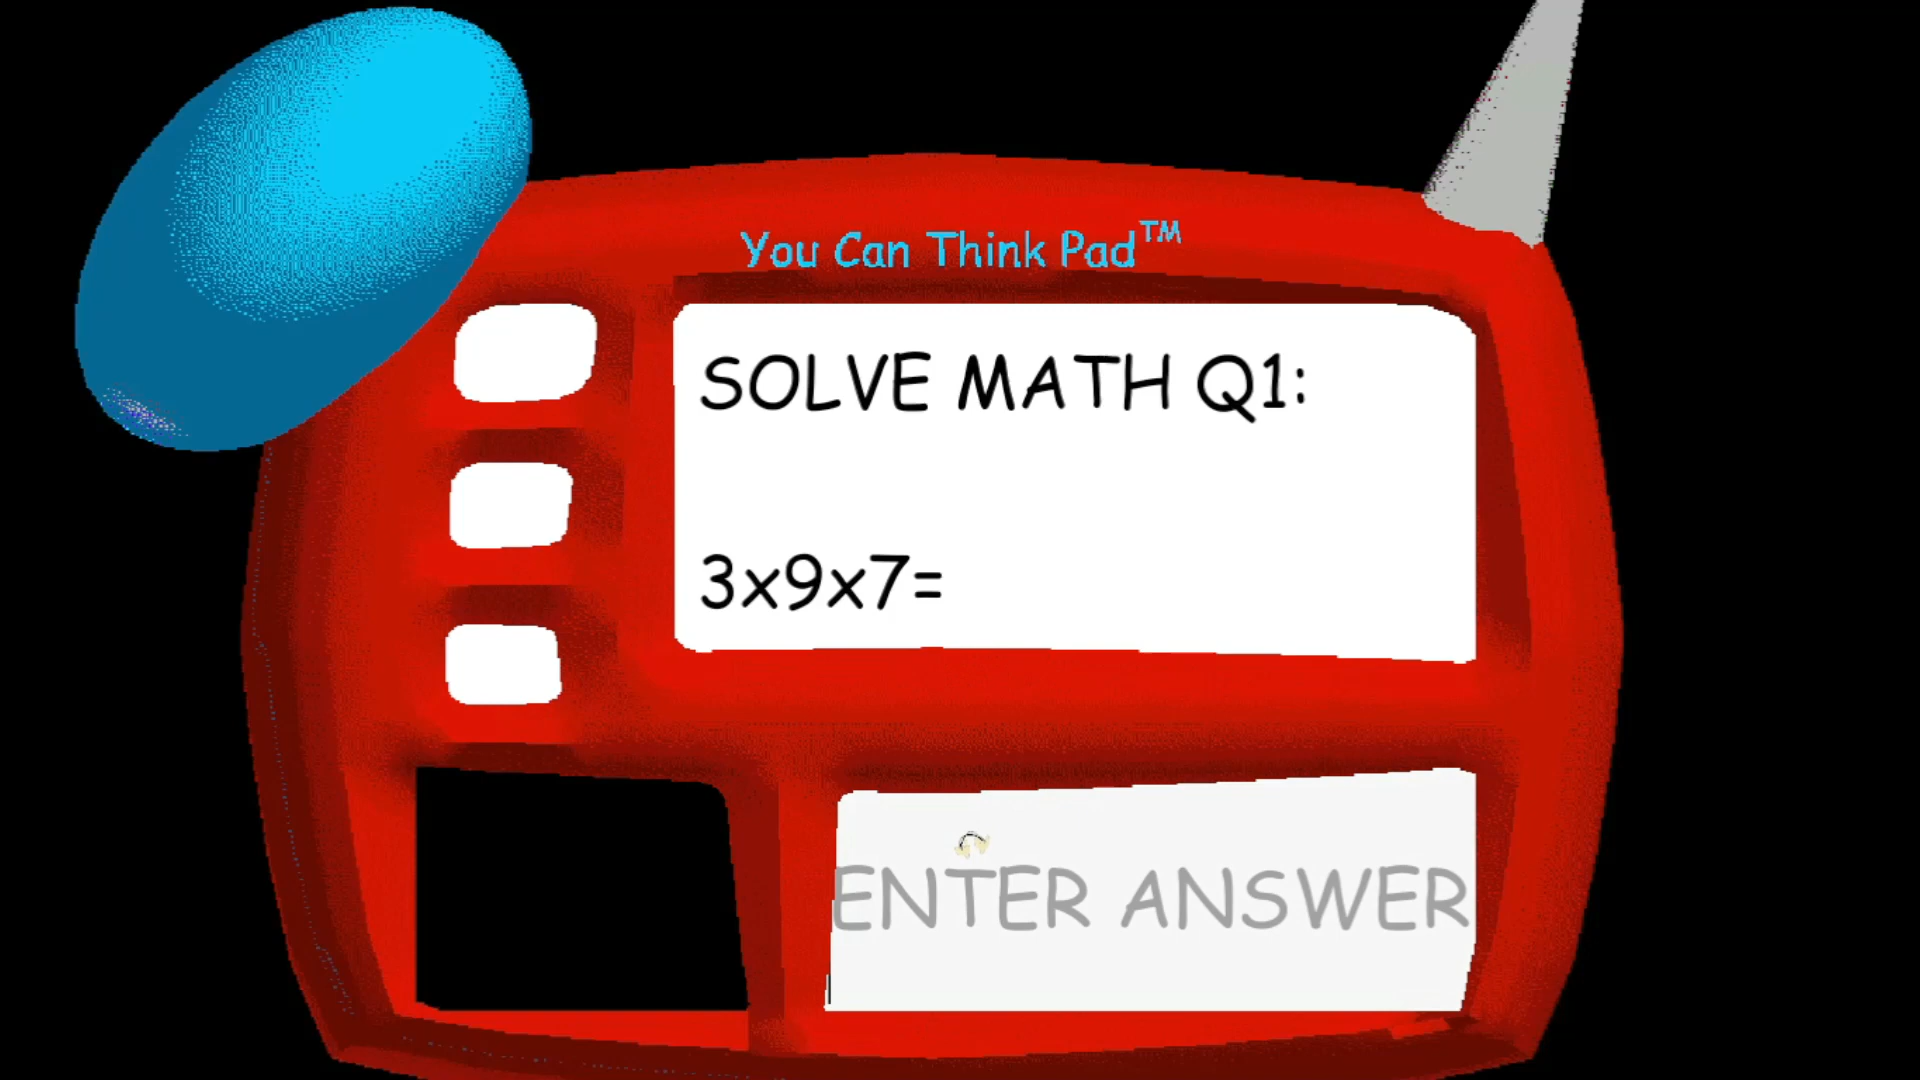 You Can Think Pad™
SOLVE MATH Q1:
3x9x7=
ENTER ANSWER